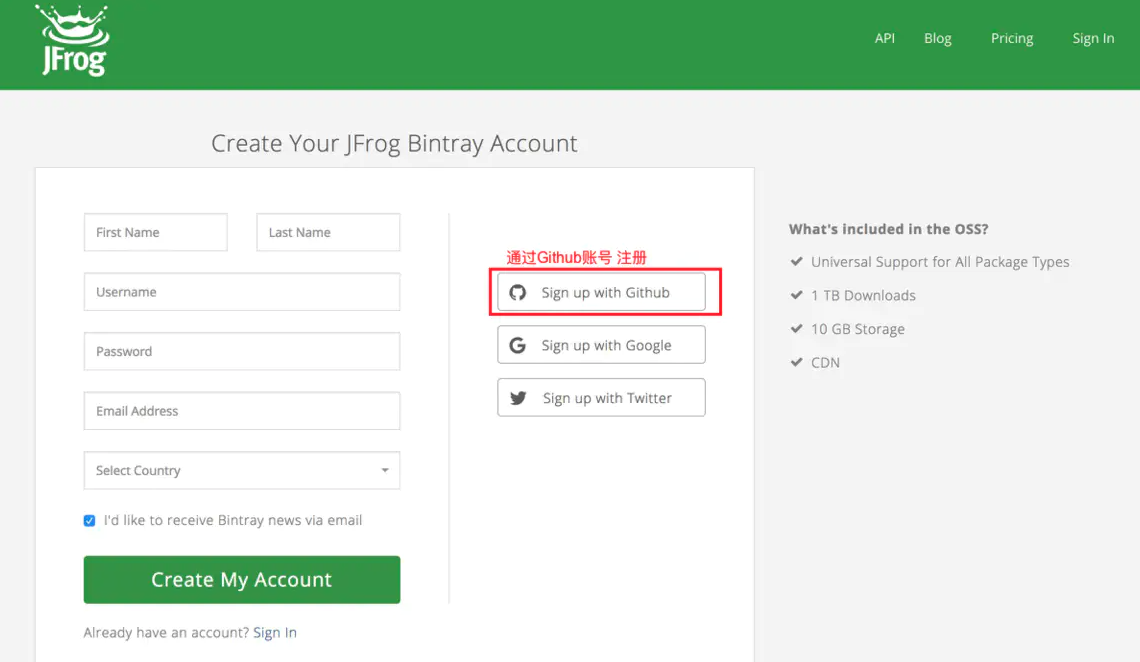 JFrog
API Blog Pricing Sign In
Create Your JFrog Bintray Account
First Name Last Name
Username
Password
Email Address
Select Country
I'd like to receive Bintray news via email
Create My Account
Already have an account? Sign In
通过Github账号 注册
Sign up with Github
Sign up with Google
Sign up with Twitter
What's included in the OSS?
Universal Support for All Package Types
1 TB Downloads
10 GB Storage
CDN